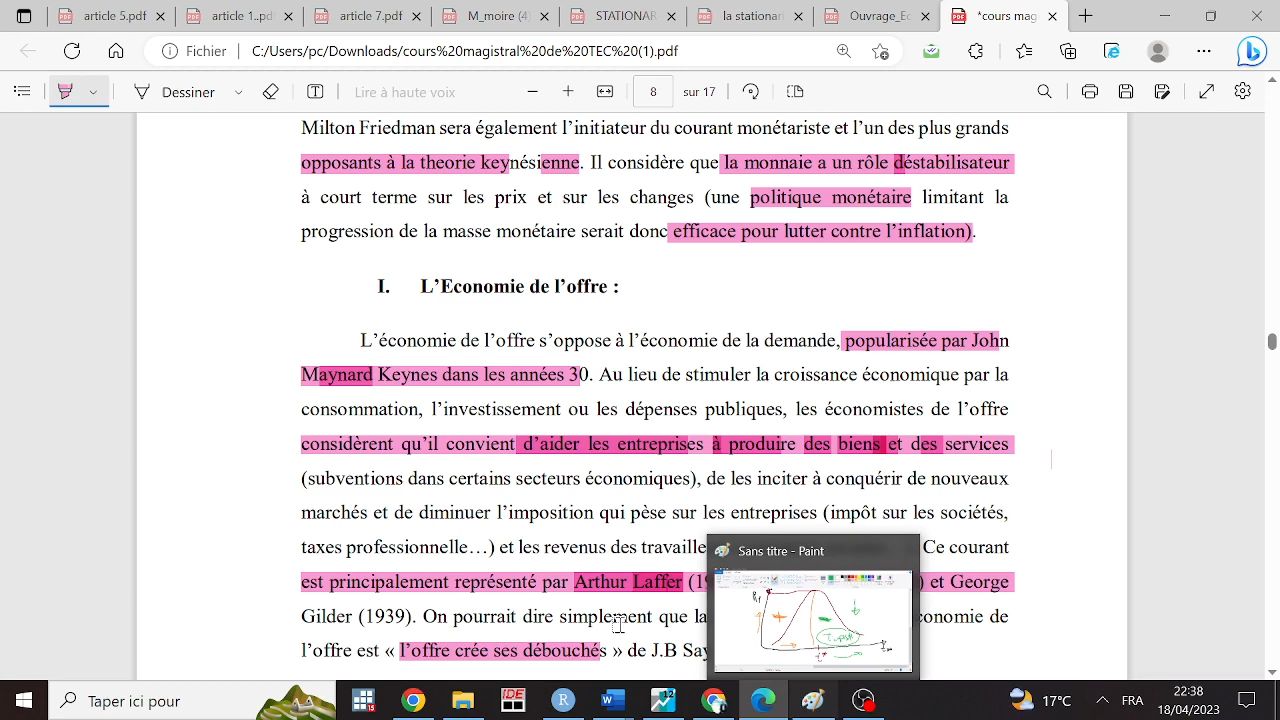 article 5.pdf
article 1.pd
article 7.pdf
M_moire (4)
STATIONAR
la stationari
Ouvrage_Ec
*cours mag
Fichier C:/Users/pc/Downloads/cours%20magistral%20de%20TEC%20(1).pdf
Dessiner Lire à haute voix 8 sur 17
Milton Friedman sera également l'initiateur du courant monétariste et l'un des plus grands
opposants à la theorie keynésienne. Il considère que la monnaie a un rôle déstabilisateur
à court terme sur les prix et sur les changes (une politique monétaire limitant la
progression de la masse monétaire serait donc efficace pour lutter contre l'inflation).
I. L'Economie de l'offre :
L'économie de l'offre s'oppose à l'économie de la demande, popularisée par John
Maynard Keynes dans les années 30. Au lieu de stimuler la croissance économique par la
consommation, l'investissement ou les dépenses publiques, les économistes de l'offre
considèrent qu'il convient d'aider les entreprises à produire des biens et des services
(subventions dans certains secteurs économiques), de les inciter à conquérir de nouveaux
marchés et de diminuer l'imposition qui pèse sur les entreprises (impôt sur les sociétés,
taxes professionnelle…) et les revenus des travaille Ce courant
est principalement représenté par Arthur Laffer (19 ) et George
Gilder (1939). On pourrait dire simplement que la conomie de
l'offre est « l'offre crée ses débouchés » de J.B Say
Sans titre - Paint
Taper ici pour
17°C
FRA
22:38
18/04/2023